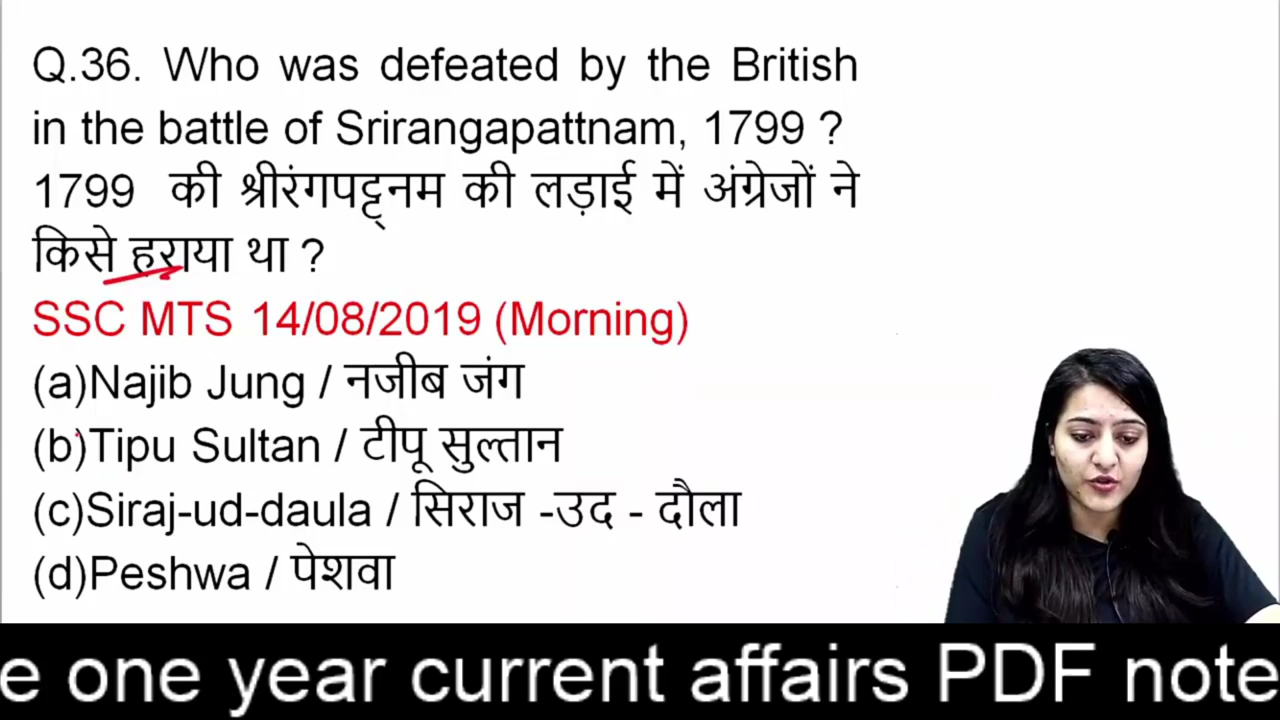 Q.36. Who was defeated by the British
in the battle of Srirangapattnam, 1799 ?
1799 की श्रीरंगपट्ट्नम की लड़ाई में अंग्रेजों ने
किसे हराया था ?
SSC MTS 14/08/2019 (Morning)
(a)Najib Jung / नजीब जंग
(b)Tipu Sultan / टीपू सुल्तान
(c)Siraj-ud-daula / सिराज -उद - दौला
(d)Peshwa / पेशवा
e one year current affairs PDF note